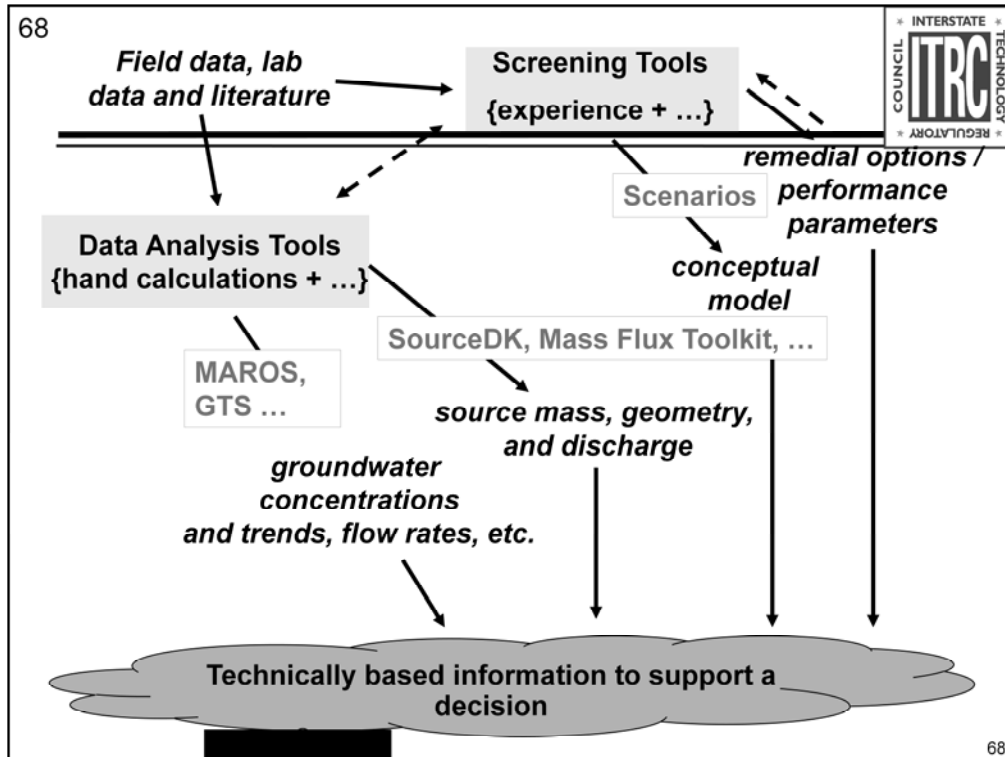 68
Field data, lab
data and literature
Screening Tools
{experience + …}
* INTERSTATE *
TECHNOLOGY
* REGULATORY *
COUNCIL
ITRC
remedial options /
performance
parameters
Scenarios
Data Analysis Tools
{hand calculations + …}
conceptual
model
SourceDK, Mass Flux Toolkit, …
MAROS,
GTS …
source mass, geometry,
and discharge
groundwater
concentrations
and trends, flow rates, etc.
Technically based information to support a
decision
68